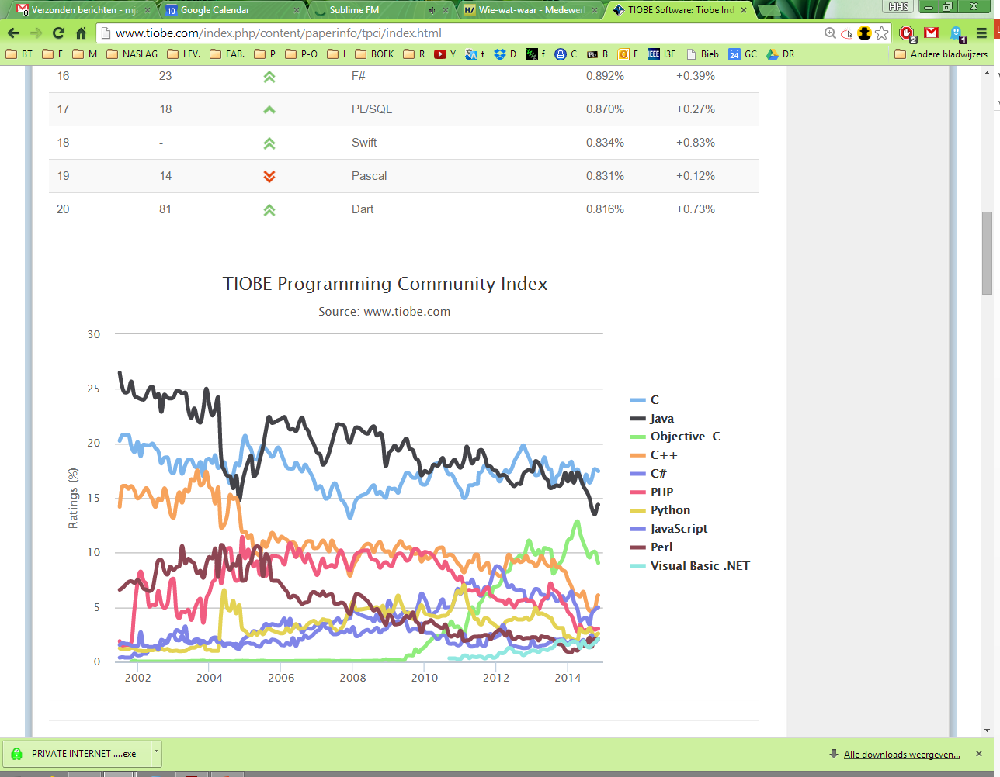 Verzonden berichten - mja
Google Calendar
Sublime FM
Wie-wat-waar - Medewerk
TIOBE Software: Tiobe Ind
HHS
www.tiobe.com/index.php/content/paperinfo/tpci/index.html
2
1
BT E M NASLAG LEV. FAB. P P-O I BOEK R Y t D f C B E I3E Bieb GC DR Andere bladwijzers
16 23 F# 0.892% +0.39%
17 18 PL/SQL 0.870% +0.27%
18 - Swift 0.834% +0.83%
19 14 Pascal 0.831% +0.12%
20 81 Dart 0.816% +0.73%
TIOBE Programming Community Index
Source: www.tiobe.com
Ratings (%)
30
25
20
15
10
5
0
2002 2004 2006 2008 2010 2012 2014
C
Java
Objective-C
C++
C#
PHP
Python
JavaScript
Perl
Visual Basic .NET
PRIVATE INTERNET ....exe
Alle downloads weergeven...